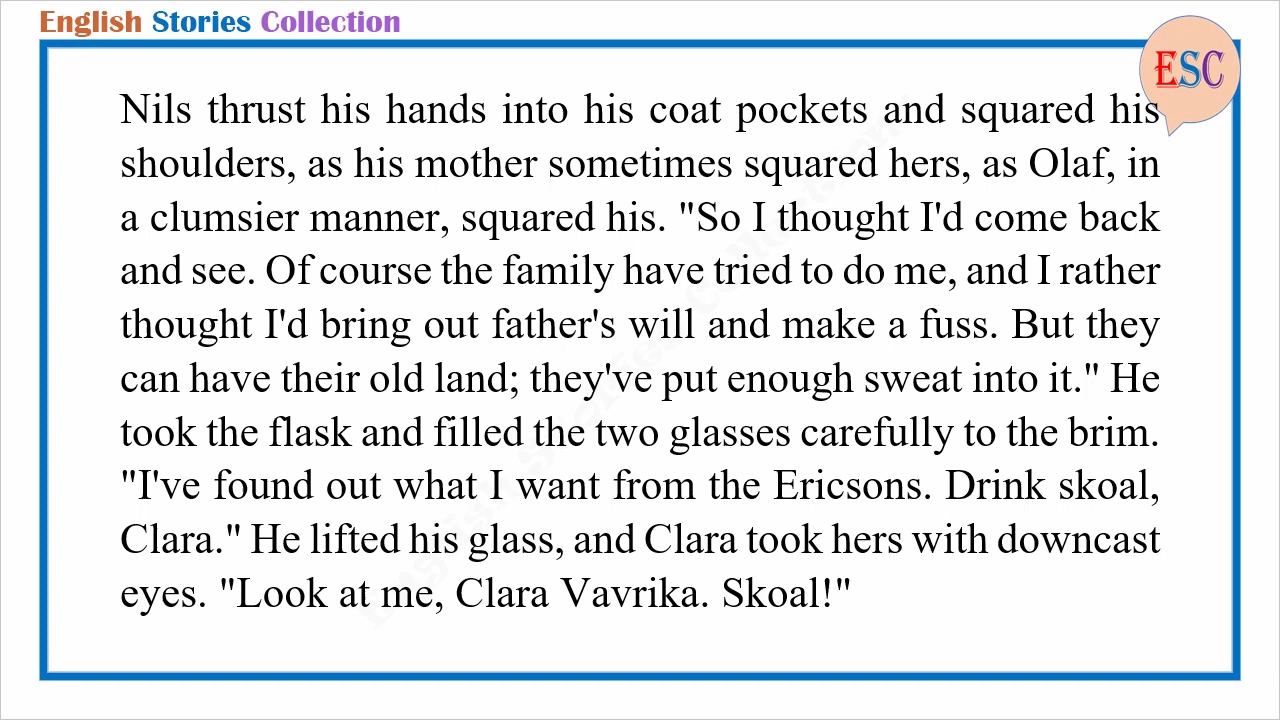 English Stories Collection
ESC
Nils thrust his hands into his coat pockets and squared his
shoulders, as his mother sometimes squared hers, as Olaf, in
a clumsier manner, squared his. "So I thought I'd come back
and see. Of course the family have tried to do me, and I rather
thought I'd bring out father's will and make a fuss. But they
can have their old land; they've put enough sweat into it." He
took the flask and filled the two glasses carefully to the brim.
"I've found out what I want from the Ericsons. Drink skoal,
Clara." He lifted his glass, and Clara took hers with downcast
eyes. "Look at me, Clara Vavrika. Skoal!"
English Stories Collection